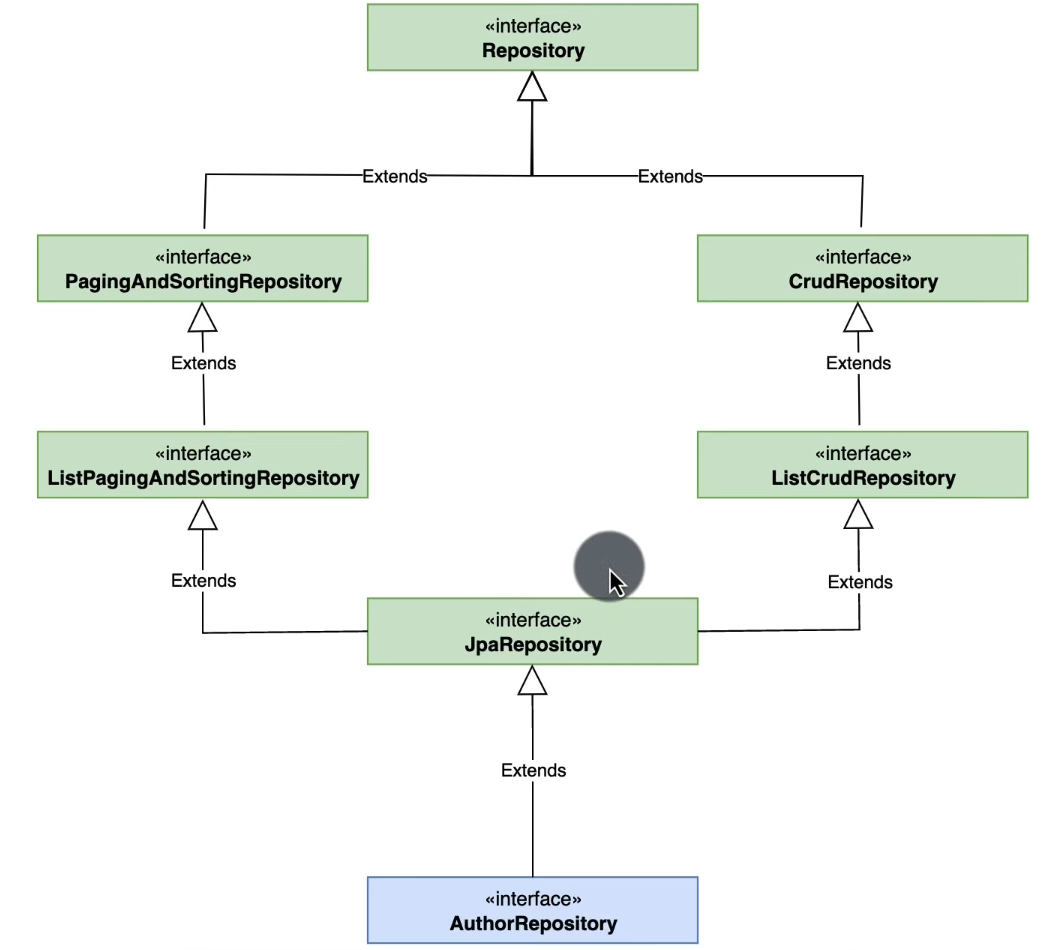 «interface»
Repository
Extends
Extends
«interface»
PagingAndSortingRepository
«interface»
CrudRepository
Extends
Extends
«interface»
ListPagingAndSortingRepository
«interface»
ListCrudRepository
Extends
Extends
«interface»
JpaRepository
Extends
«interface»
AuthorRepository